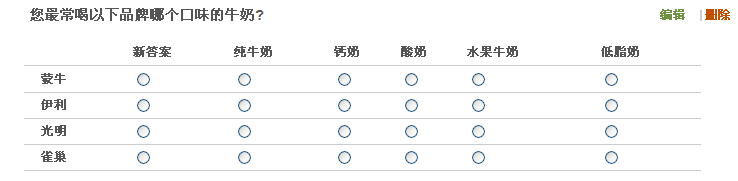 您最常喝以下品牌哪个口味的牛奶? 编辑 | 删除
新答案 纯牛奶 钙奶 酸奶 水果牛奶 低脂奶
蒙牛
伊利
光明
雀巢